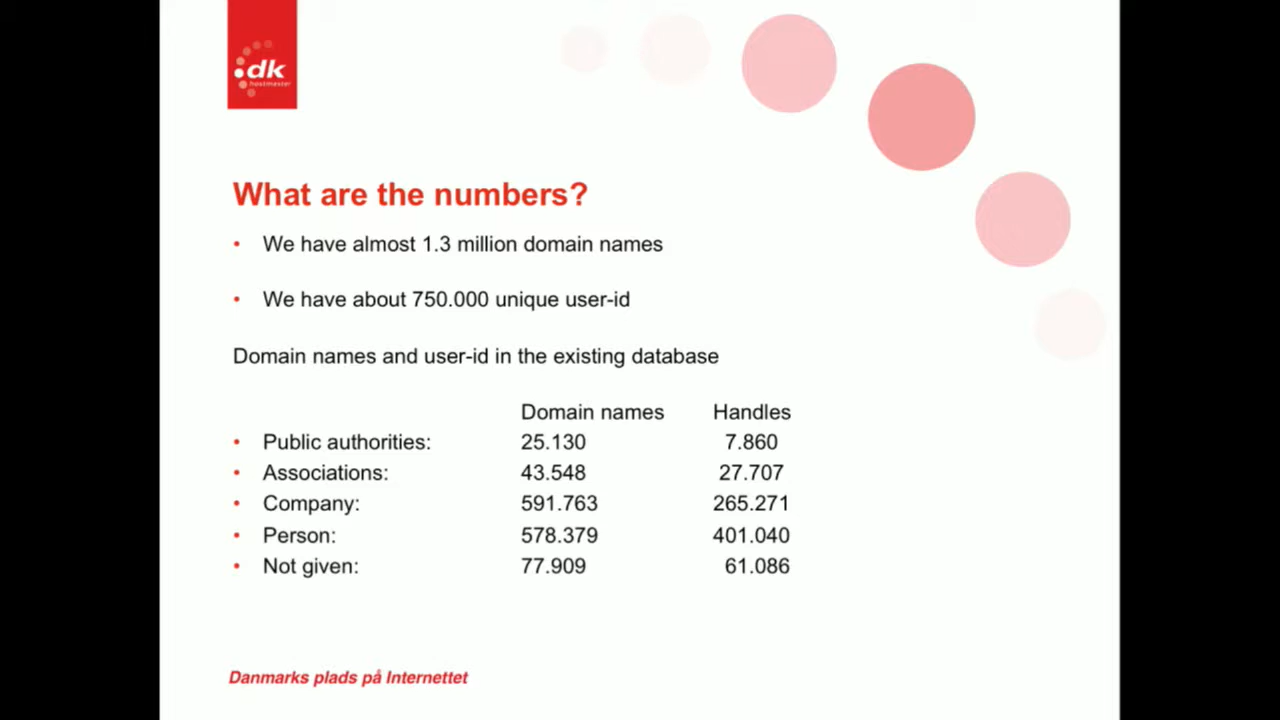 .dk
hostmaster
What are the numbers?
• We have almost 1.3 million domain names
• We have about 750.000 unique user-id
Domain names and user-id in the existing database
Domain names Handles
• Public authorities: 25.130 7.860
• Associations: 43.548 27.707
• Company: 591.763 265.271
• Person: 578.379 401.040
• Not given: 77.909 61.086
Danmarks plads på Internettet